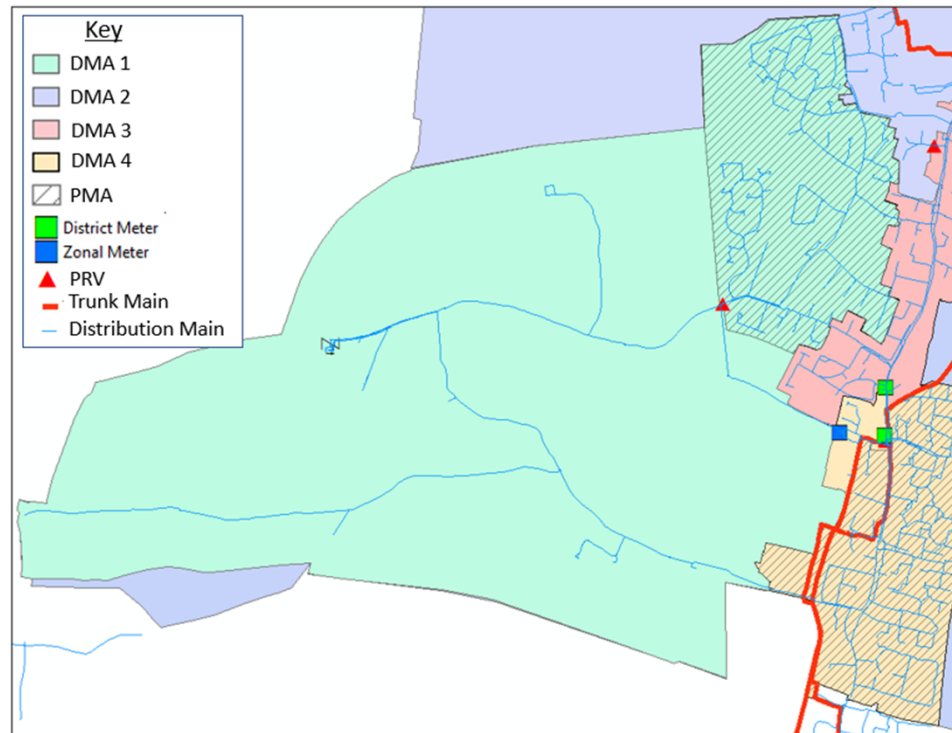 Key
DMA 1
DMA 2
DMA 3
DMA 4
PMA
District Meter
Zonal Meter
PRV
Trunk Main
Distribution Main